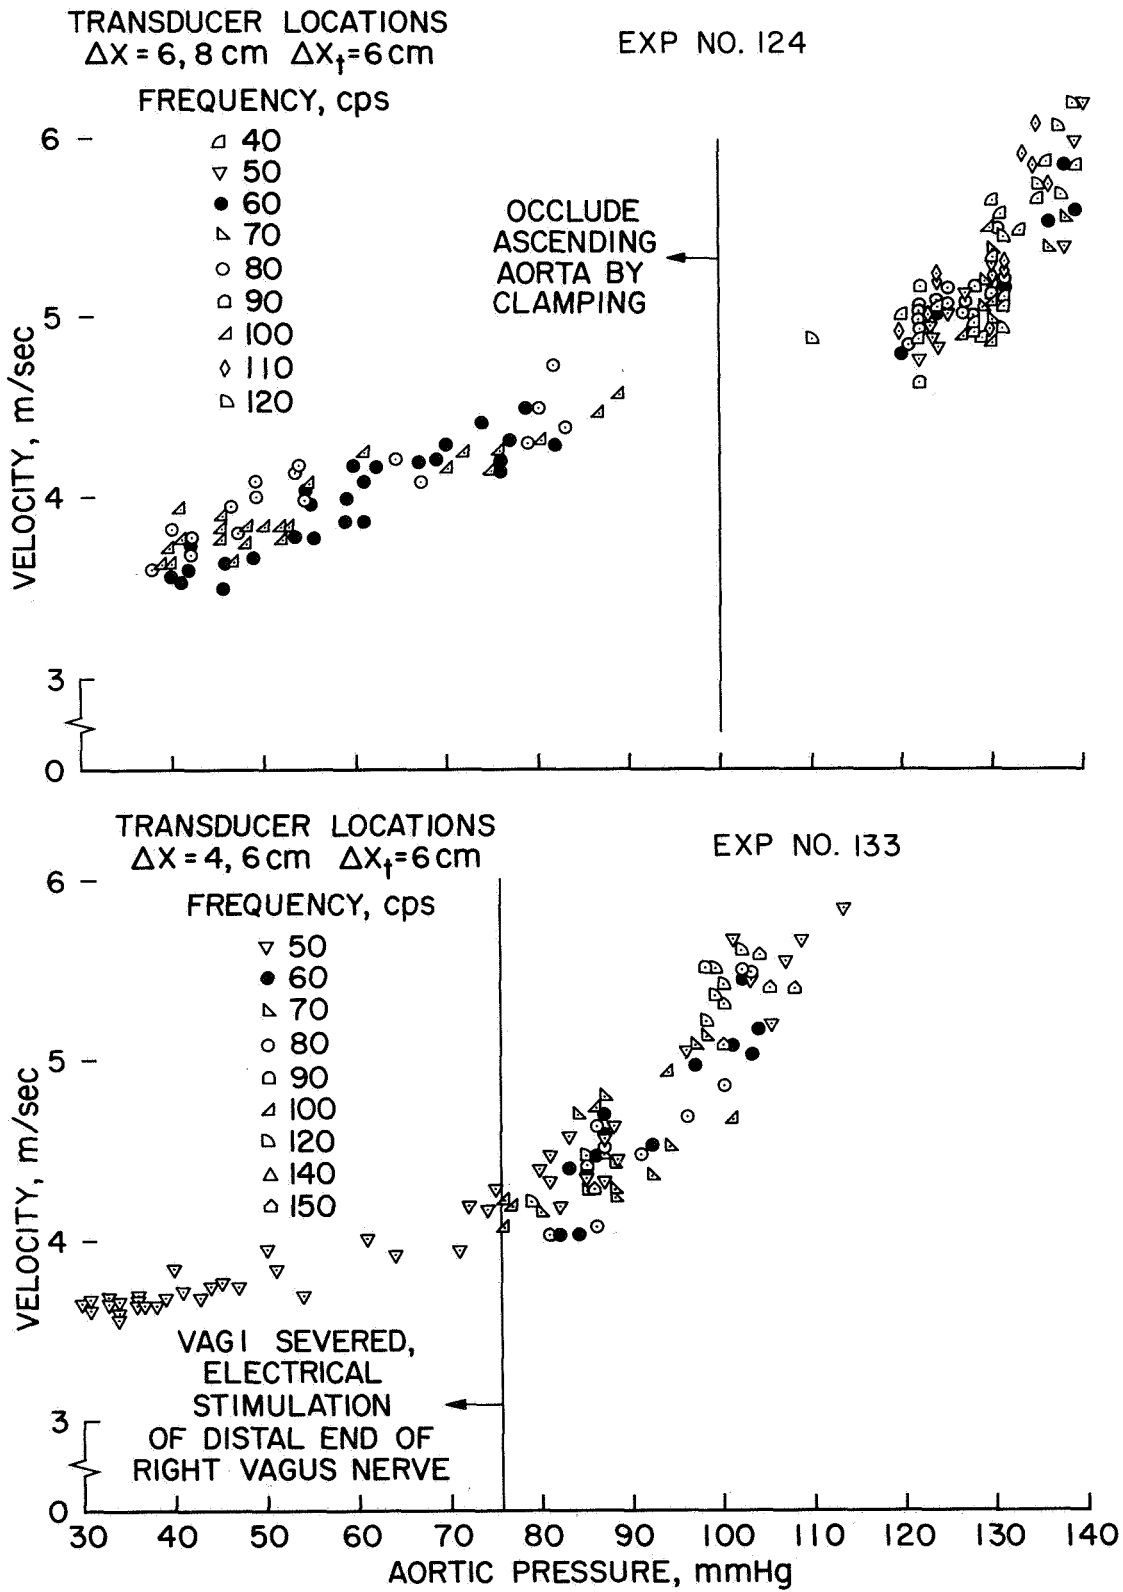 TRANSDUCER LOCATIONS
ΔX = 6, 8 cm ΔXt = 6 cm
EXP NO. 124
FREQUENCY, cps
40
50
60
70
80
90
100
110
120
OCCLUDE
ASCENDING
AORTA BY
CLAMPING
VELOCITY, m/sec
6
5
4
3
0
TRANSDUCER LOCATIONS
ΔX = 4, 6 cm ΔXt = 6 cm
EXP NO. 133
FREQUENCY, cps
50
60
70
80
90
100
120
140
150
VELOCITY, m/sec
6
5
4
3
0
VAGI SEVERED,
ELECTRICAL
STIMULATION
OF DISTAL END OF
RIGHT VAGUS NERVE
30 40 50 60 70 80 90 100 110 120 130 140
AORTIC PRESSURE, mmHg